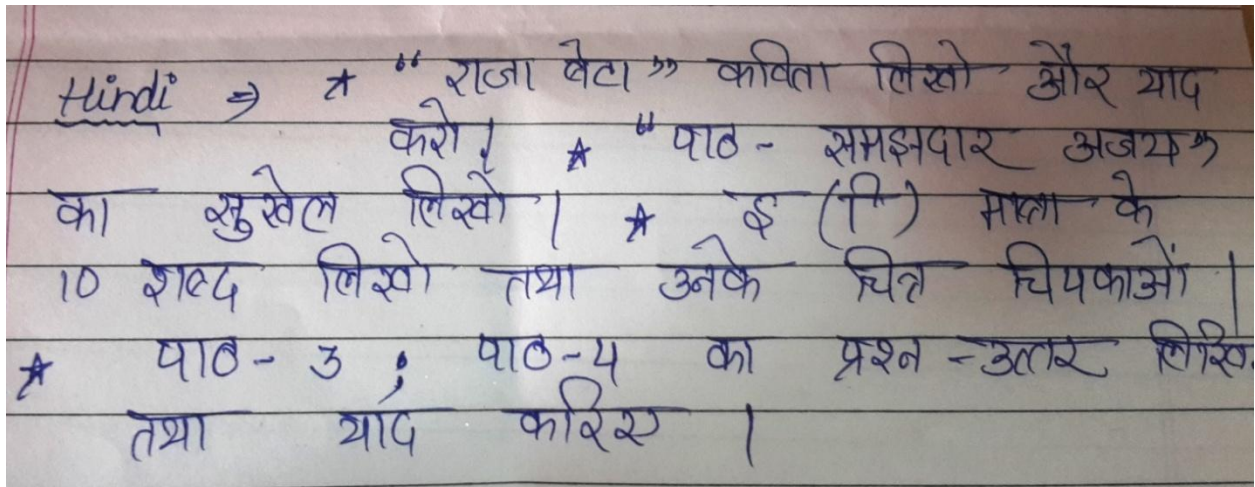 Hindi ⇒ ★ “राजा बेटा” कविता लिखो और याद
करो। ★ “पाठ - समझदार अजय”
का सुखेल लिखो। ★ इ (ि) मात्रा के
10 शब्द लिखो तथा उनके चित्र चिपकाओं।
★ पाठ - 3 ; पाठ-4 का प्रश्न - उत्तर
तथा याद करिए ।